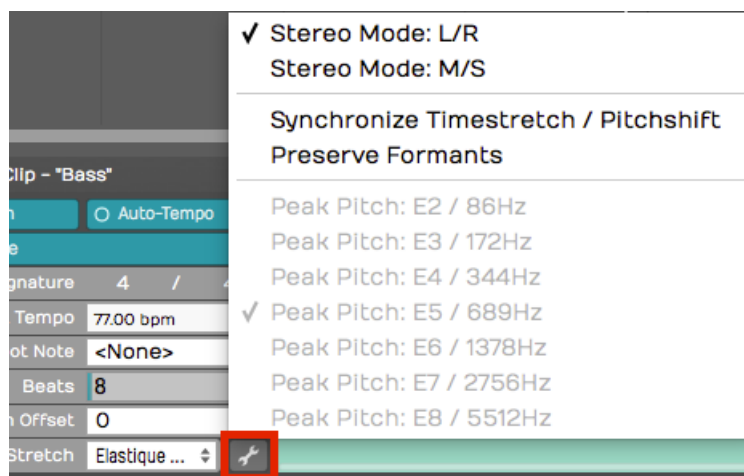 ✓ Stereo Mode: L/R
Stereo Mode: M/S
Synchronize Timestretch / Pitchshift
Preserve Formants
Peak Pitch: E2 / 86Hz
Peak Pitch: E3 / 172Hz
Peak Pitch: E4 / 344Hz
✓ Peak Pitch: E5 / 689Hz
Peak Pitch: E6 / 1378Hz
Peak Pitch: E7 / 2756Hz
Peak Pitch: E8 / 5512Hz
Clip - "Bass"
Auto-Tempo
4 /
Tempo 77.00 bpm
Note <None>
Beats 8
Offset 0
Stretch Elastique ...